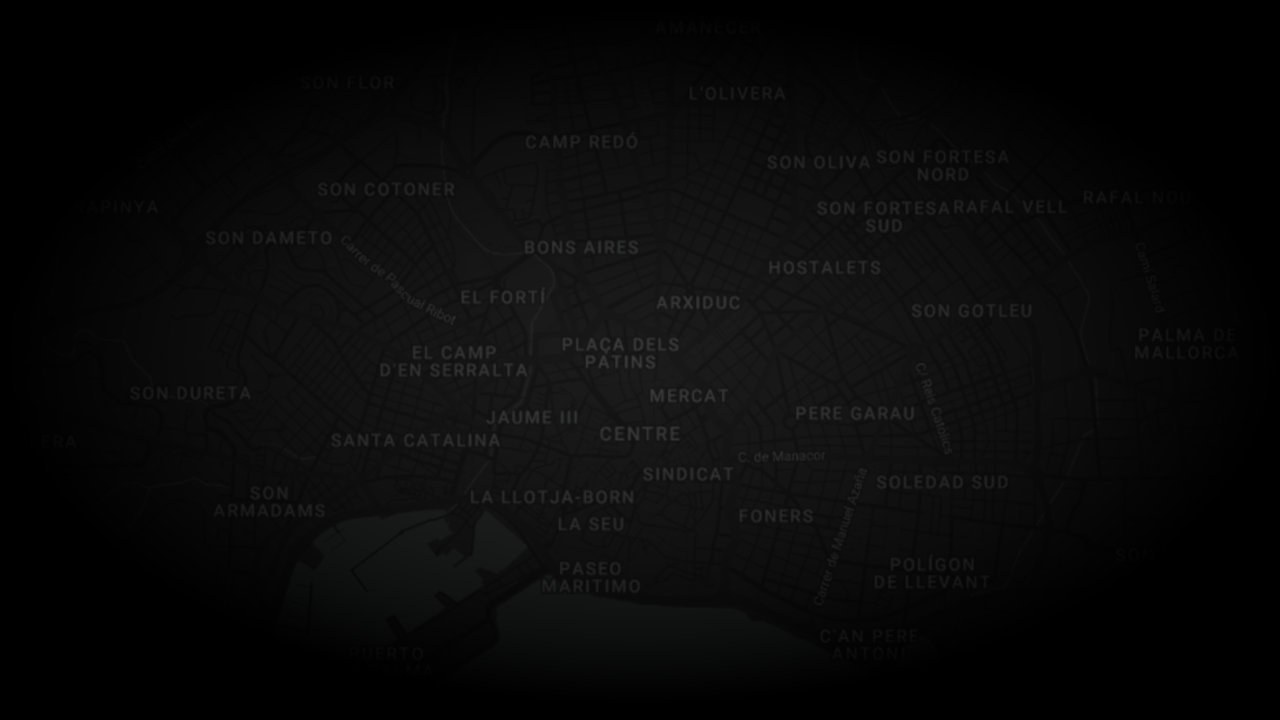 AMANECER
SON FLOR
L'OLIVERA
CAMP REDÓ
SON OLIVA
SON FORTESA
NORD
SON COTONER
RAFAL NOU
SON FORTESA
SUD
RAFAL VELL
SON DAMETO
Carrer de Pascual Ribot
BONS AIRES
HOSTALETS
Camí Salard
EL FORTÍ
ARXIDUC
SON GOTLEU
PALMA DE
MALLORCA
EL CAMP
D'EN SERRALTA
PLAÇA DELS
PATINS
SON DURETA
MERCAT
C. Reis Catòlics
JAUME III
PERE GARAU
SANTA CATALINA
CENTRE
C. de Manacor
SINDICAT
SOLEDAD SUD
SON
ARMADAMS
LA LLOTJA-BORN
LA SEU
FONERS
Carrer de Manuel Azaña
PASEO
MARITIMO
POLÍGON
DE LLEVANT
C'AN PERE
ANTONI
PUERTO